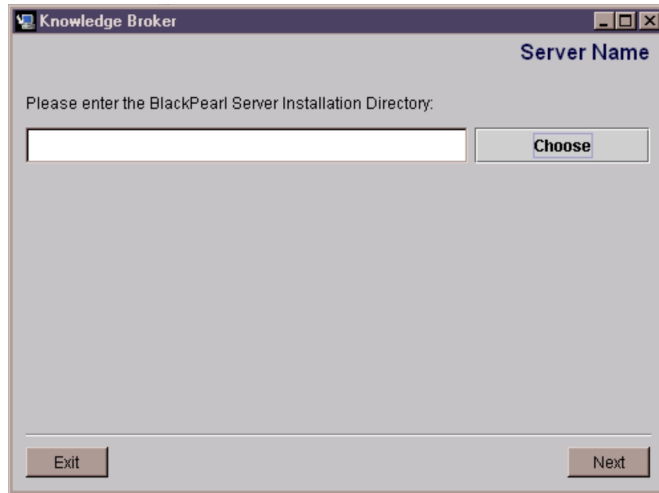 Knowledge Broker
Server Name
Please enter the BlackPearl Server Installation Directory:
Choose
Exit
Next